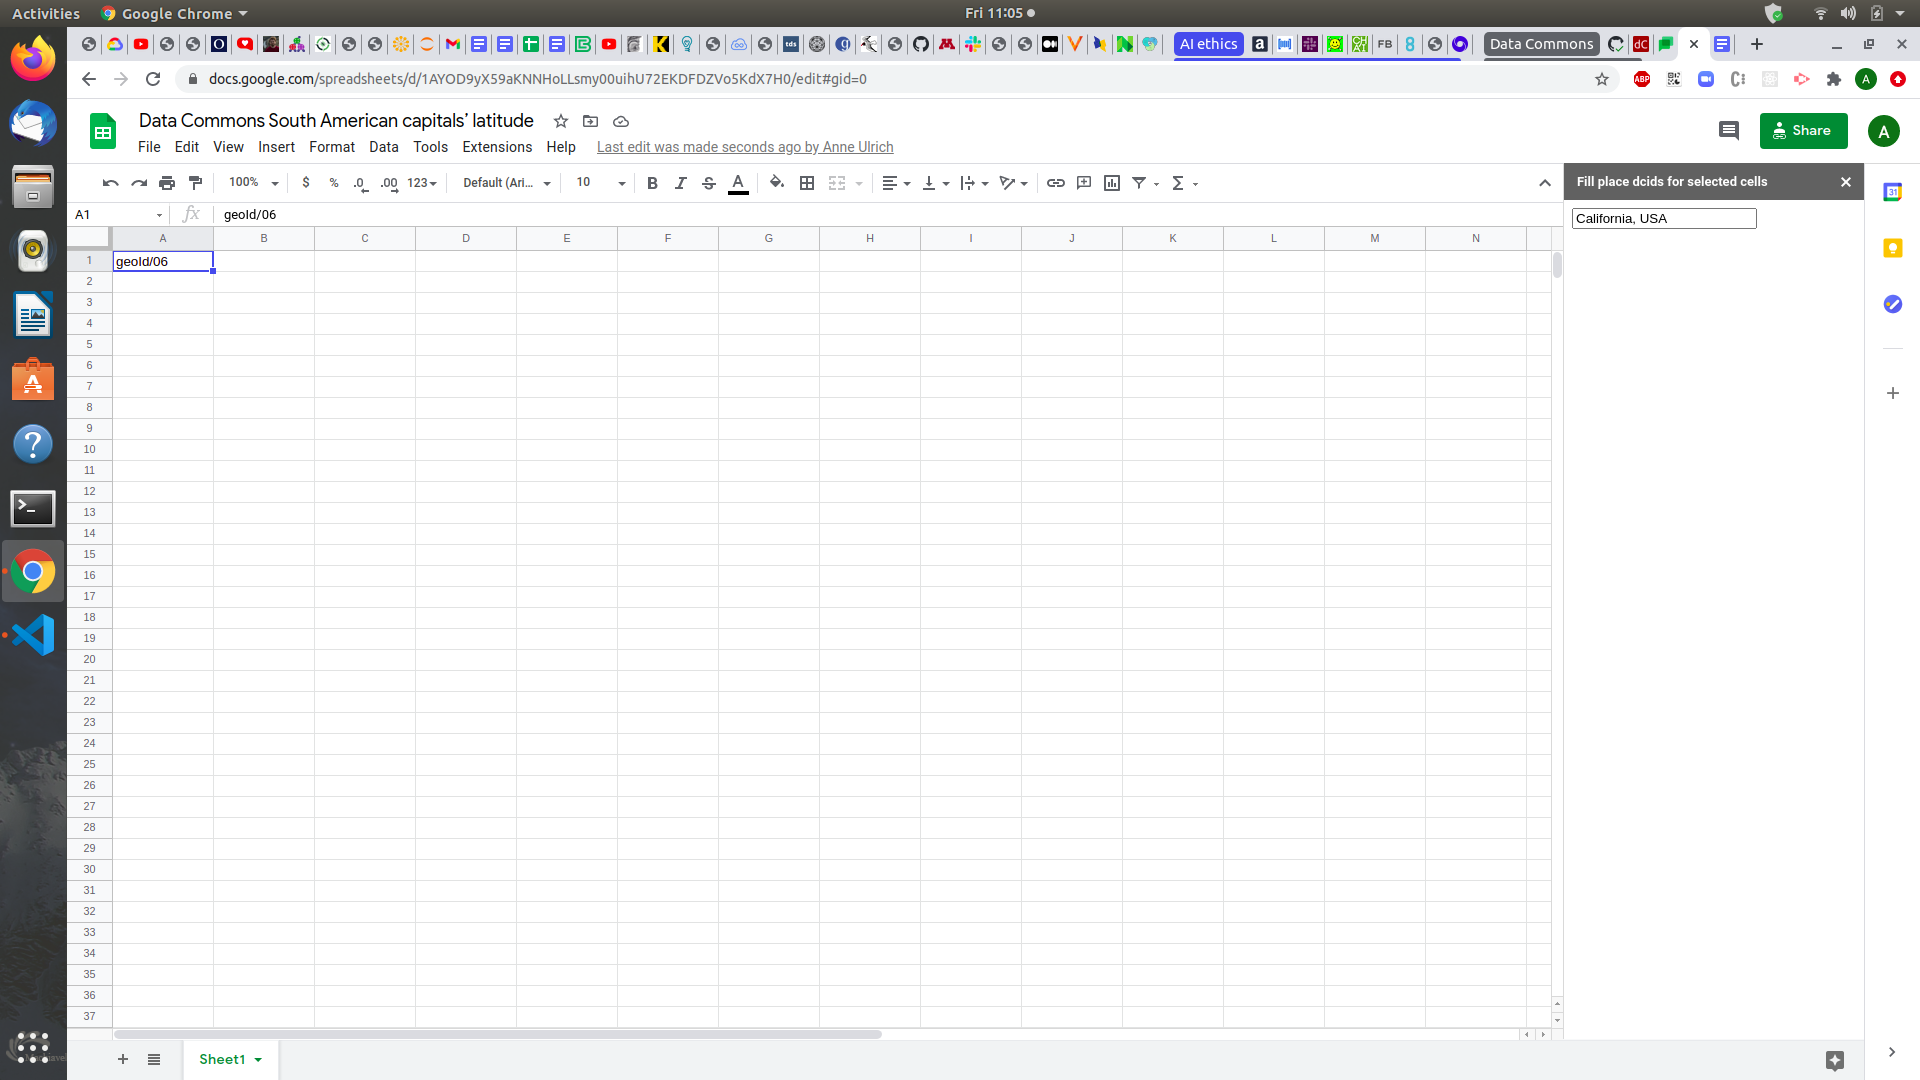 Activities Google Chrome Fri 11:05
AI ethics FB Data Commons
docs.google.com/spreadsheets/d/1AYOD9yX59aKNNHoLLsmy00uihU72EKDFDZVo5KdX7H0/edit#gid=0 ABP A
Data Commons South American capitals’ latitude
Share A
File Edit View Insert Format Data Tools Extensions Help Last edit was made seconds ago by Anne Ulrich
100% $ % .0 .00 123 Default (Ari... 10 B I S A Σ
Fill place dcids for selected cells
A1 fx geoId/06
California, USA
A B C D E F G H I J K L M N
1 geoId/06
2
3
4
5
6
7
8
9
10
11
12
13
14
15
16
17
18
19
20
21
22
23
24
25
26
27
28
29
30
31
32
33
34
35
36
37
Sheet1